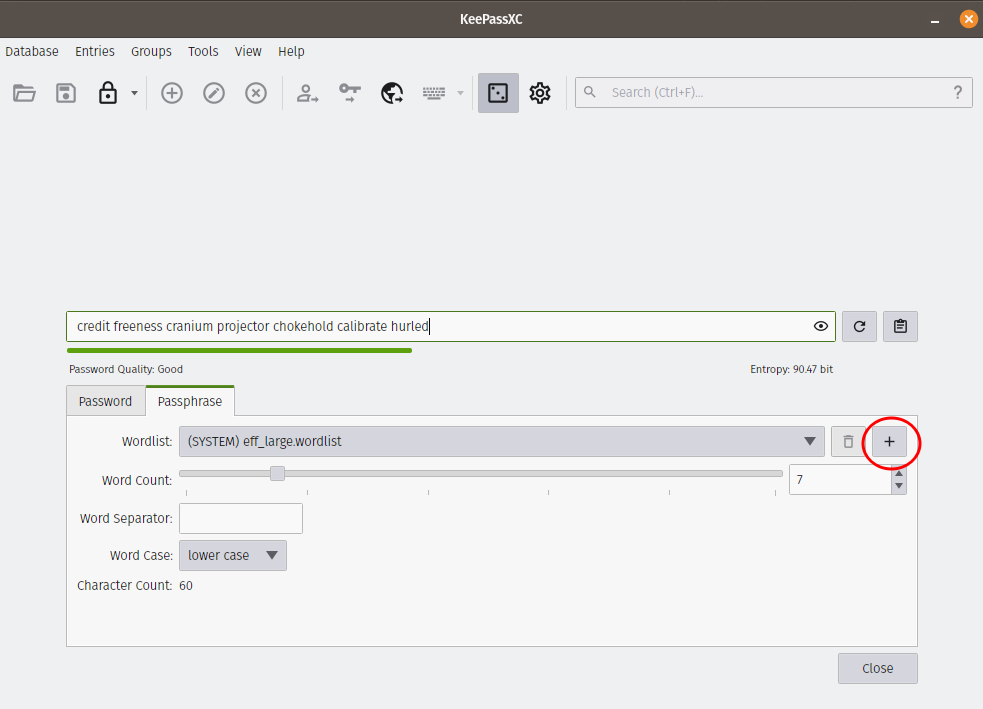 KeePassXC
Database Entries Groups Tools View Help
Search (Ctrl+F)... ?
credit freeness cranium projector chokehold calibrate hurled
Password Quality: Good Entropy: 90.47 bit
Password Passphrase
Wordlist: (SYSTEM) eff_large.wordlist
Word Count: 7
Word Separator:
Word Case: lower case
Character Count: 60
Close